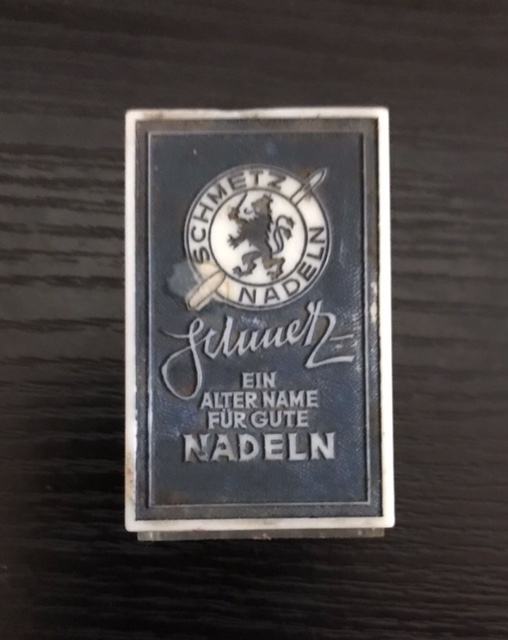 SCHMETZ
NADELN
Schmetz
EIN
ALTER NAME
FÜR GUTE
NADELN